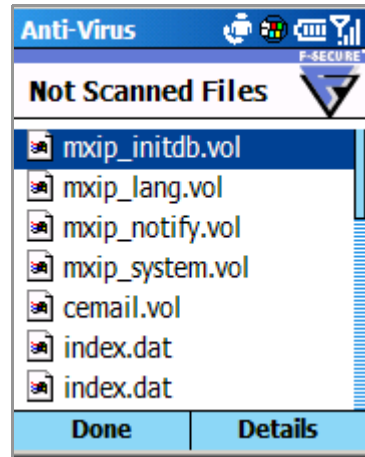 Anti-Virus
F-SECURE
Not Scanned Files
mxip_initdb.vol
mxip_lang.vol
mxip_notify.vol
mxip_system.vol
cemail.vol
index.dat
index.dat
Done Details